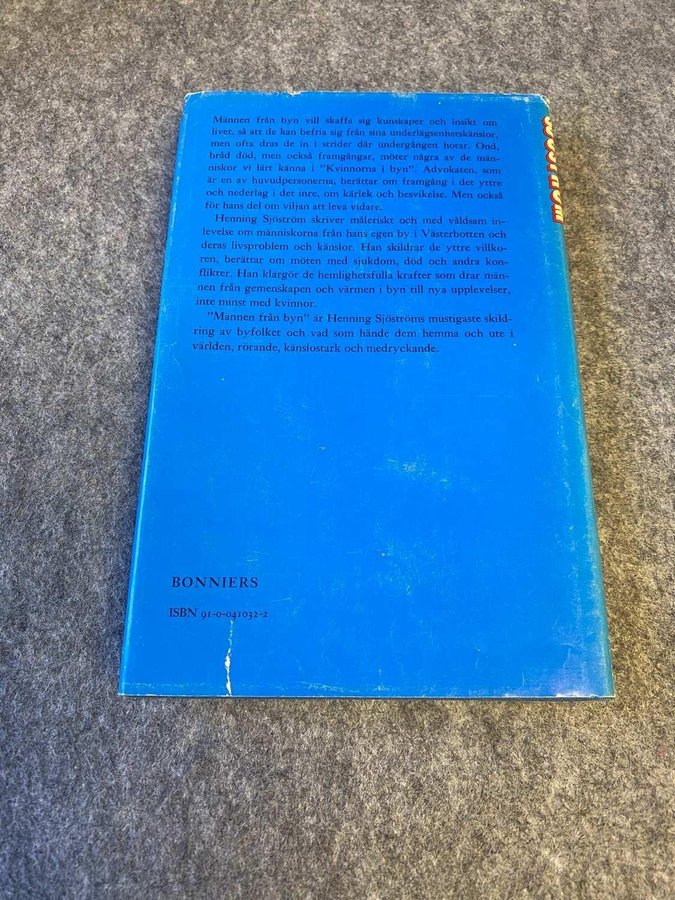 Männen från byn vill skaffa sig kunskaper och insikt om
livet, så att de kan befria sig från sina underlägsenhetskänslor,
men ofta dras de in i strider där undergången hotar. Ond,
bråd död, men också framgångar, möter några av de män-
niskor vi lärt känna i "Kvinnorna i byn". Advokaten, som
är en av huvudpersonerna, berättar om framgång i det yttre
och nederlag i det inre, om kärlek och besvikelse. Men också
för hans del om viljan att leva vidare.
Henning Sjöström skriver måleriskt och med våldsam in-
levelse om människorna från hans egen by i Västerbotten och
deras livsproblem och känslor. Han skildrar de yttre villko-
ren, berättar om möten med sjukdom, död och andra kon-
flikter. Han klargör de hemlighetsfulla krafter som drar män-
nen från gemenskapen och värmen i byn till nya upplevelser,
inte minst med kvinnor.
"Mannen från byn" är Henning Sjöströms mustigaste skild-
ring av byfolket och vad som hände dem hemma och ute i
världen, rörande, känslostark och medryckande.
BONNIERS
ISBN 91-0-041032-2